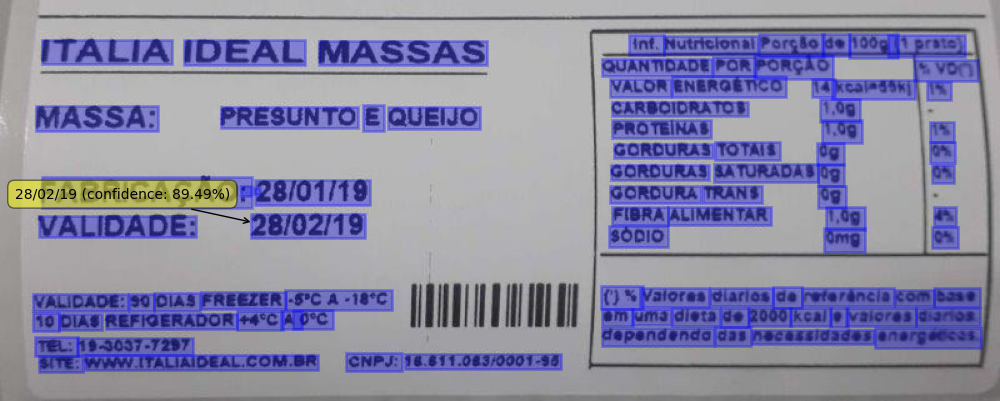 ITALIA IDEAL MASSAS
MASSA: PRESUNTO E QUEIJO
28/02/19 (confidence: 89.49%)
: 28/01/19
VALIDADE: 28/02/19
VALIDADE: 90 DIAS FREEZER -5°C A -18°C
10 DIAS REFIGERADOR +4°C A 0°C
TEL: 19-3037-7297
SITE: WWW.ITALIAIDEAL.COM.BR
CNPJ: 16.611.063/0001-95
Inf. Nutricional Porção de 100g (1 prato)
QUANTIDADE POR PORÇÃO % VD(*)
VALOR ENERGÉTICO 14 kcal=59kj 1%
CARBOIDRATOS 1,0g -
PROTEÍNAS 1,0g 1%
GORDURAS TOTAIS 0g 0%
GORDURAS SATURADAS 0g 0%
GORDURA TRANS 0g -
FIBRA ALIMENTAR 1,0g 4%
SÓDIO 0mg 0%
(*) % Valores diarios de referência com base
em uma dieta de 2000 kcal e valores diarios
dependendo das necessidades energéticas.